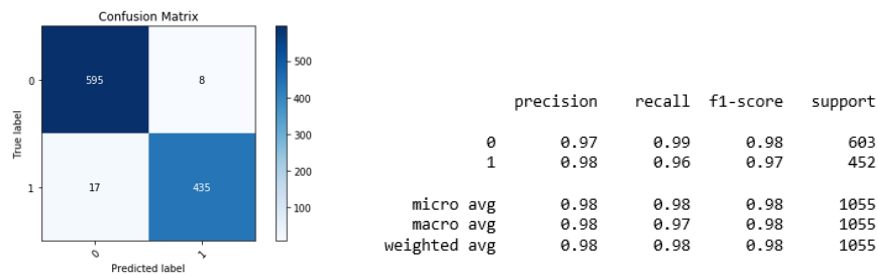 Confusion Matrix
0
595
8
True label
1
17
435
0
1
Predicted label
500
400
300
200
100
precision recall f1-score support
0 0.97 0.99 0.98 603
1 0.98 0.96 0.97 452
micro avg 0.98 0.98 0.98 1055
macro avg 0.98 0.97 0.98 1055
weighted avg 0.98 0.98 0.98 1055